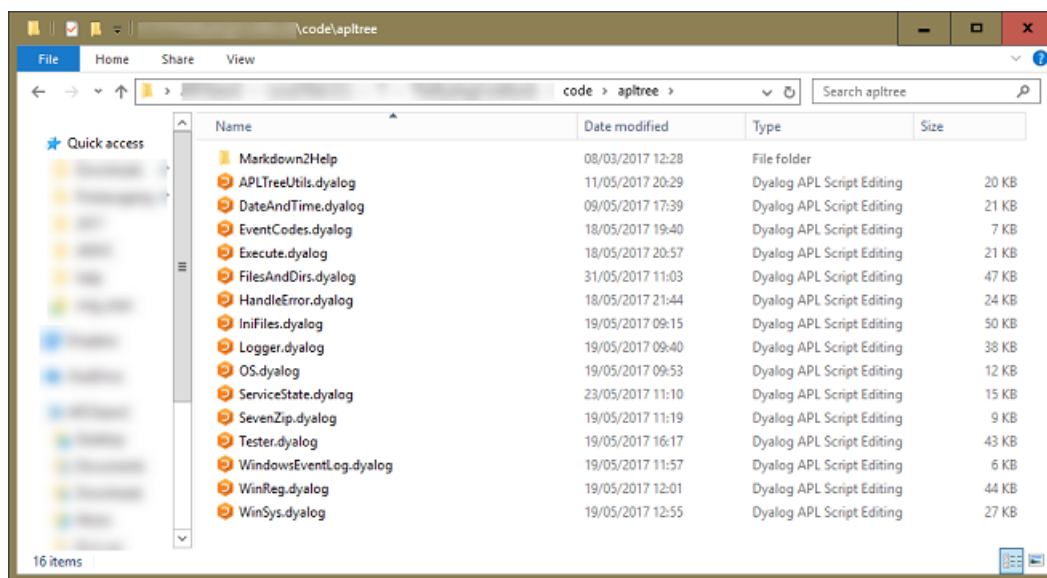 \code\apltree
File Home Share View
code › apltree › Search apltree
Quick access
Name Date modified Type Size
Markdown2Help 08/03/2017 12:28 File folder
APLTreeUtils.dyalog 11/05/2017 20:29 Dyalog APL Script Editing 20 KB
DateAndTime.dyalog 09/05/2017 17:39 Dyalog APL Script Editing 21 KB
EventCodes.dyalog 18/05/2017 19:40 Dyalog APL Script Editing 7 KB
Execute.dyalog 18/05/2017 20:57 Dyalog APL Script Editing 21 KB
FilesAndDirs.dyalog 31/05/2017 11:03 Dyalog APL Script Editing 47 KB
HandleError.dyalog 18/05/2017 21:44 Dyalog APL Script Editing 24 KB
IniFiles.dyalog 19/05/2017 09:15 Dyalog APL Script Editing 50 KB
Logger.dyalog 19/05/2017 09:40 Dyalog APL Script Editing 38 KB
OS.dyalog 19/05/2017 09:53 Dyalog APL Script Editing 12 KB
ServiceState.dyalog 23/05/2017 11:10 Dyalog APL Script Editing 15 KB
SevenZip.dyalog 19/05/2017 11:19 Dyalog APL Script Editing 9 KB
Tester.dyalog 19/05/2017 16:17 Dyalog APL Script Editing 43 KB
WindowsEventLog.dyalog 19/05/2017 11:57 Dyalog APL Script Editing 6 KB
WinReg.dyalog 19/05/2017 12:01 Dyalog APL Script Editing 44 KB
WinSys.dyalog 19/05/2017 12:55 Dyalog APL Script Editing 27 KB
16 items